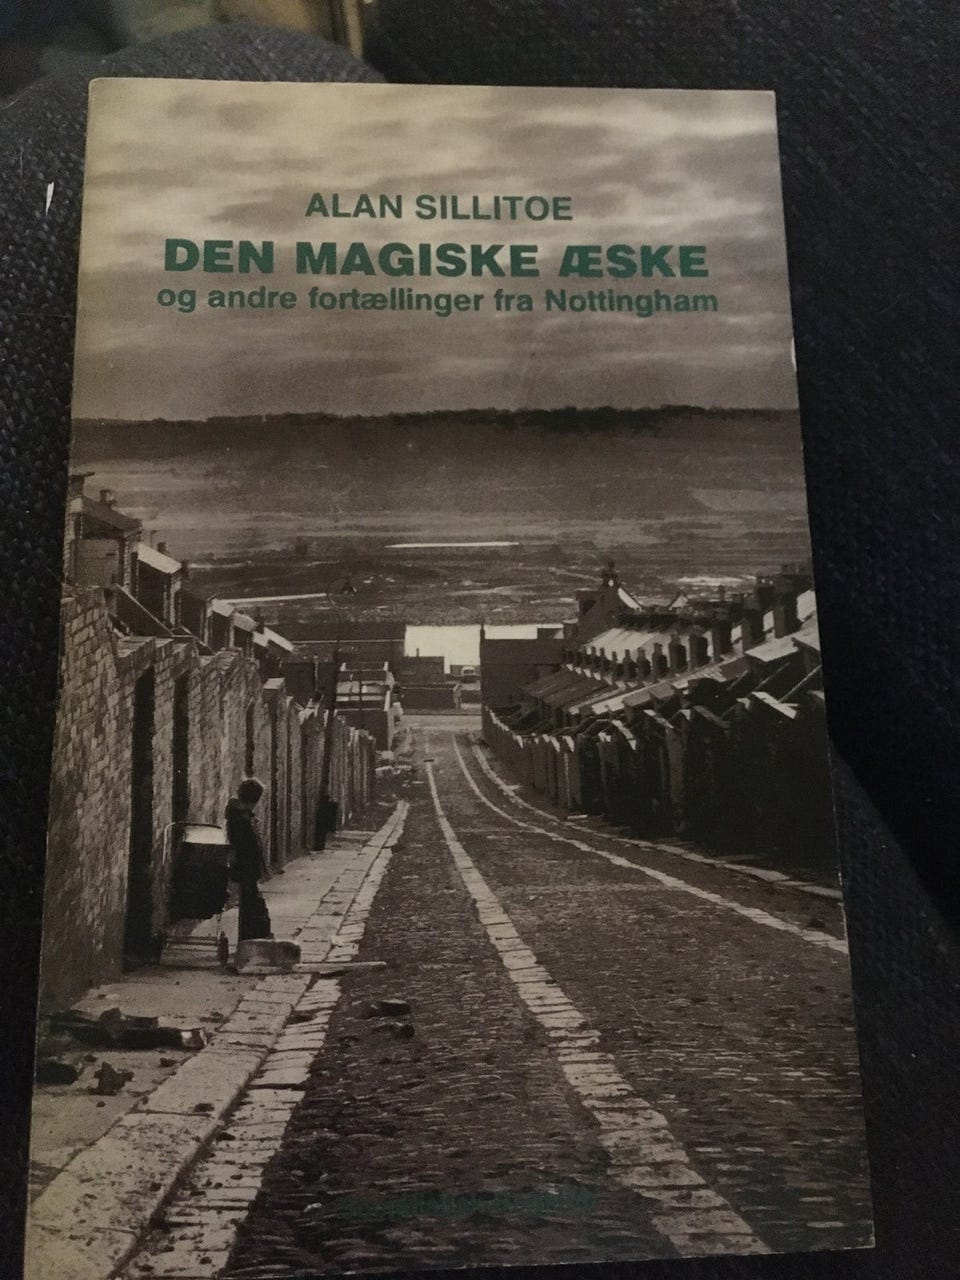 ALAN SILLITOE
DEN MAGISKE ÆSKE
og andre fortællinger fra Nottingham